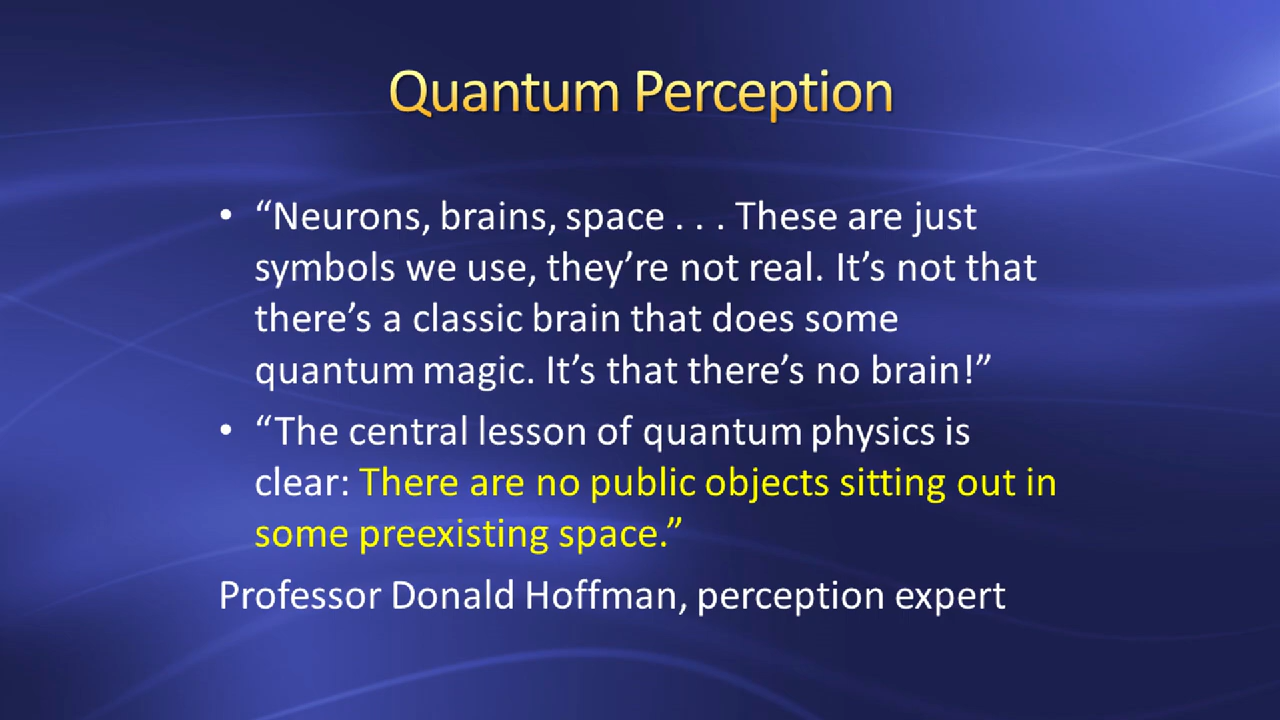 Quantum Perception
• “Neurons, brains, space . . . These are just
symbols we use, they’re not real. It’s not that
there’s a classic brain that does some
quantum magic. It’s that there’s no brain!”
• “The central lesson of quantum physics is
clear: There are no public objects sitting out in
some preexisting space.”
Professor Donald Hoffman, perception expert